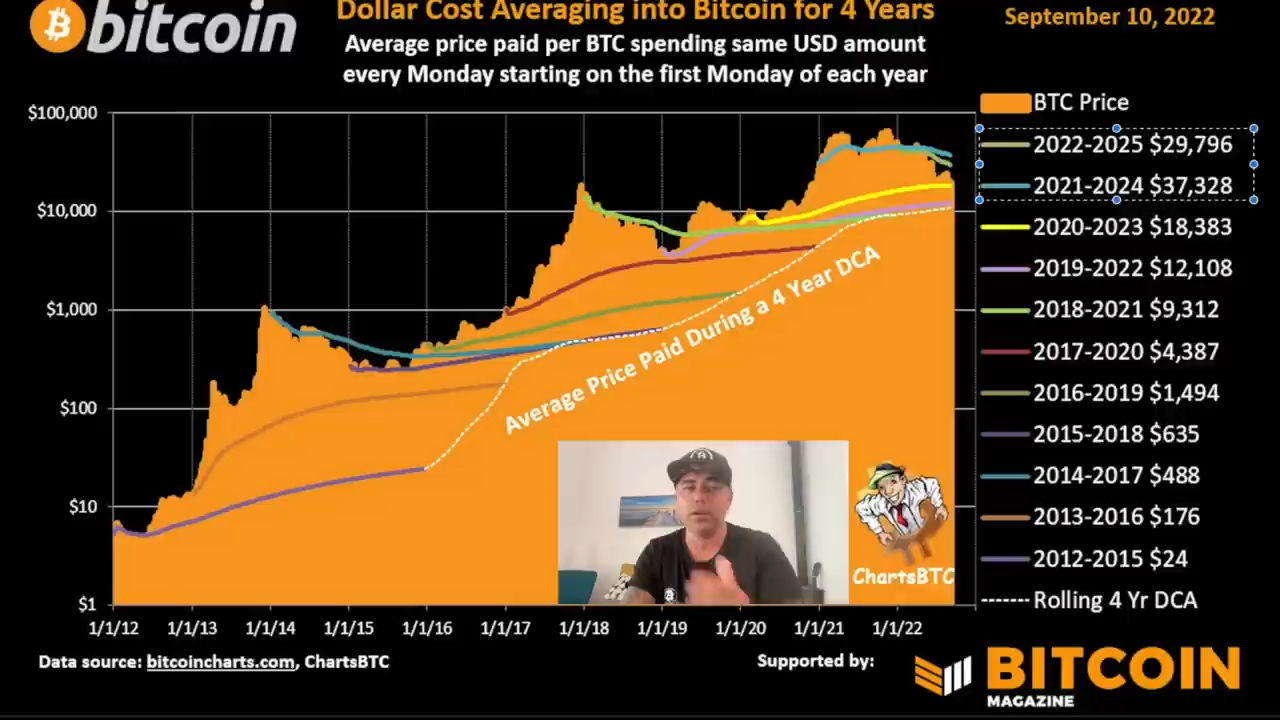 bitcoin
Dollar Cost Averaging into Bitcoin for 4 Years
Average price paid per BTC spending same USD amount
every Monday starting on the first Monday of each year
September 10, 2022
$100,000
$10,000
$1,000
$100
$10
$1
1/1/12
1/1/13
1/1/14
1/1/15
1/1/16
1/1/17
1/1/18
1/1/19
1/1/20
1/1/21
1/1/22
Average Price Paid During a 4 Year DCA
BTC Price
2022-2025 $29,796
2021-2024 $37,328
2020-2023 $18,383
2019-2022 $12,108
2018-2021 $9,312
2017-2020 $4,387
2016-2019 $1,494
2015-2018 $635
2014-2017 $488
2013-2016 $176
2012-2015 $24
Rolling 4 Yr DCA
ChartsBTC
Data source: bitcoincharts.com, ChartsBTC
Supported by:
BITCOIN
MAGAZINE